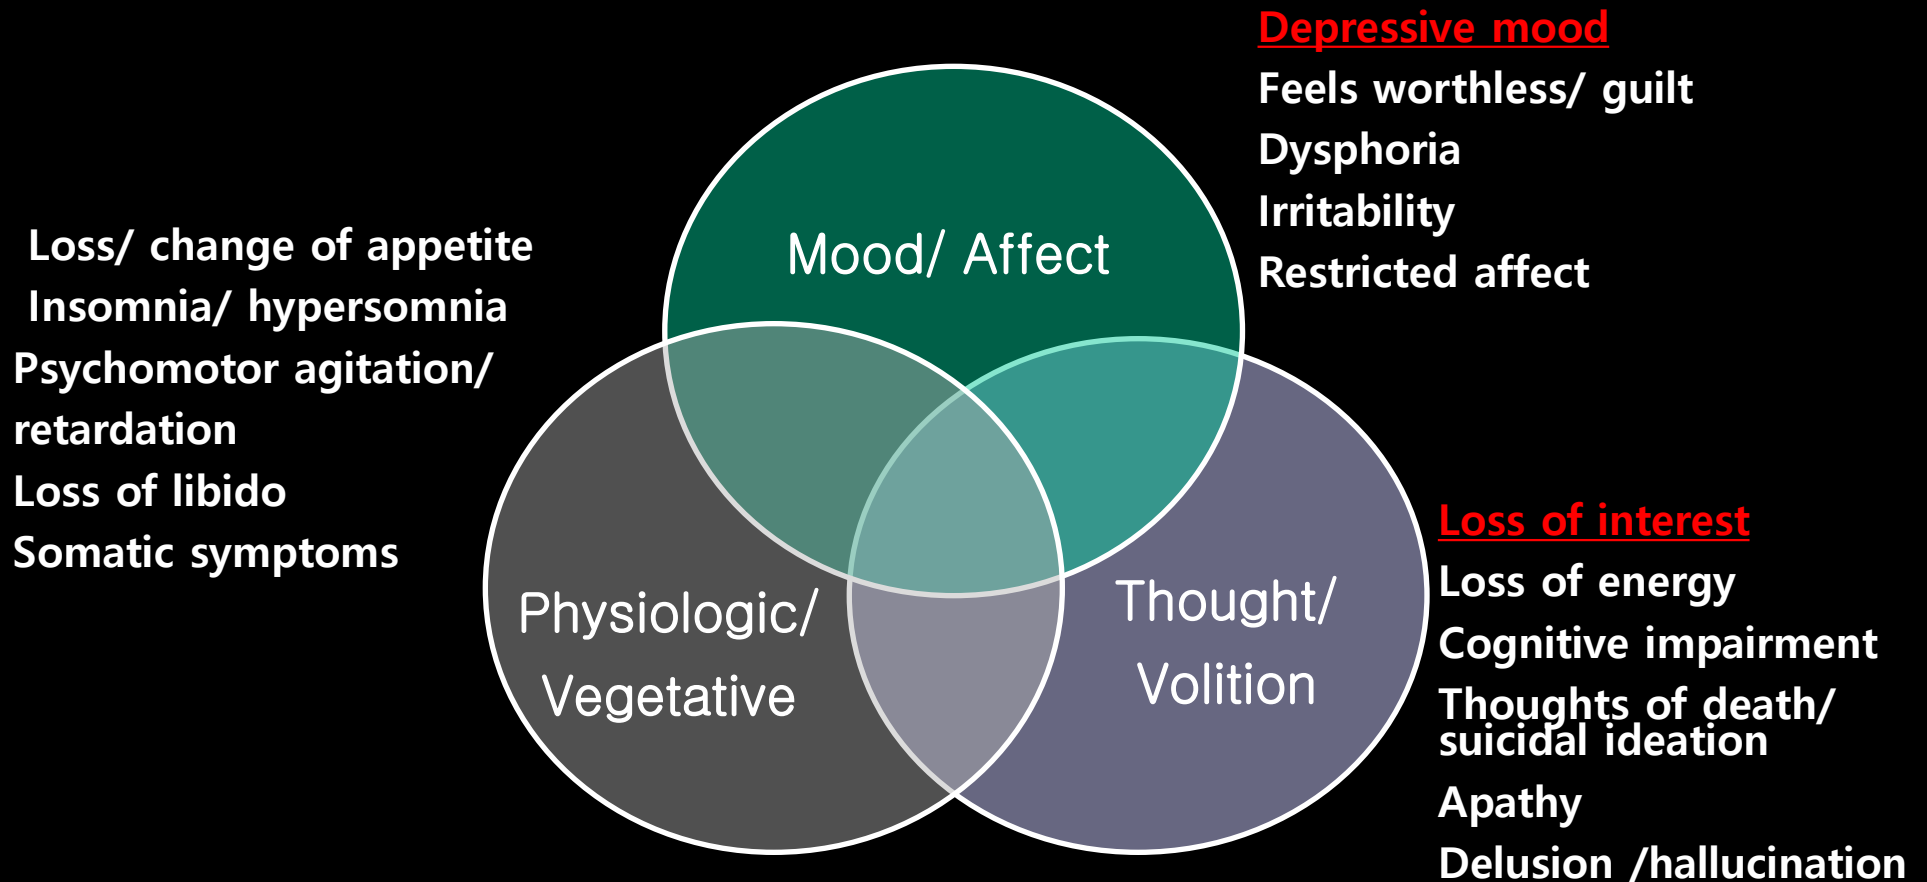 Depressive mood
Feels worthless/ guilt
Dysphoria
Irritability
Restricted affect
Mood/ Affect
Loss/ change of appetite
Insomnia/ hypersomnia
Psychomotor agitation/
retardation
Loss of libido
Somatic symptoms
Physiologic/
Vegetative
Thought/
Volition
Loss of interest
Loss of energy
Cognitive impairment
Thoughts of death/
suicidal ideation
Apathy
Delusion /hallucination